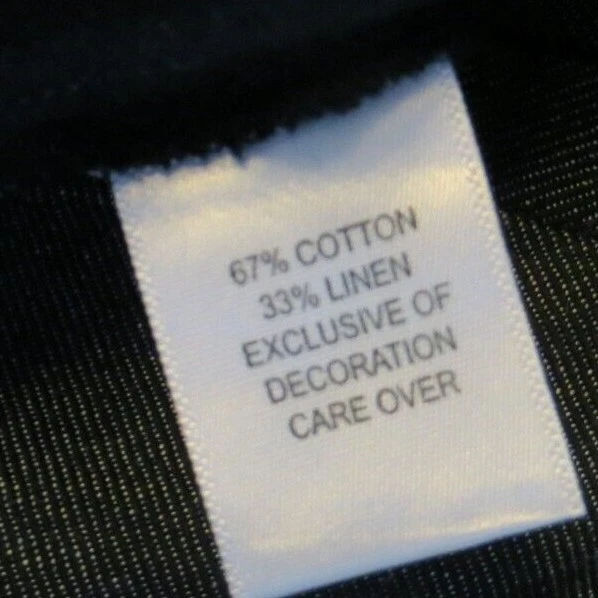 67% COTTON
33% LINEN
EXCLUSIVE OF
DECORATION
CARE OVER